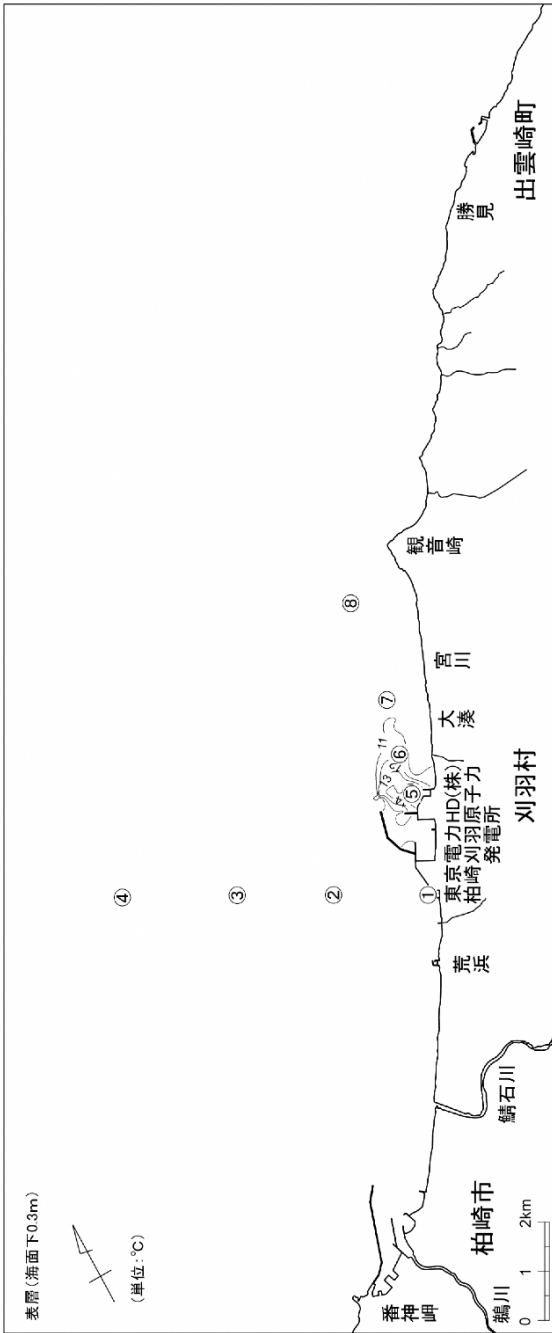 表層(海面下0.3m)
(単位:℃)
④
③
②
①
⑧
⑦
⑥
⑤
11
13
番神岬
鵜川
柏崎市
鯖石川
荒浜
東京電力HD(株)
柏崎刈羽原子力
発電所
刈羽村
大湊
宮川
観音崎
勝見
出雲崎町
0 1 2km